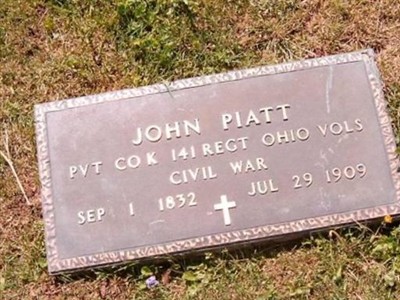 JOHN PIATT
PVT CO K 141 REGT OHIO VOLS
CIVIL WAR
SEP 1 1832 JUL 29 1909